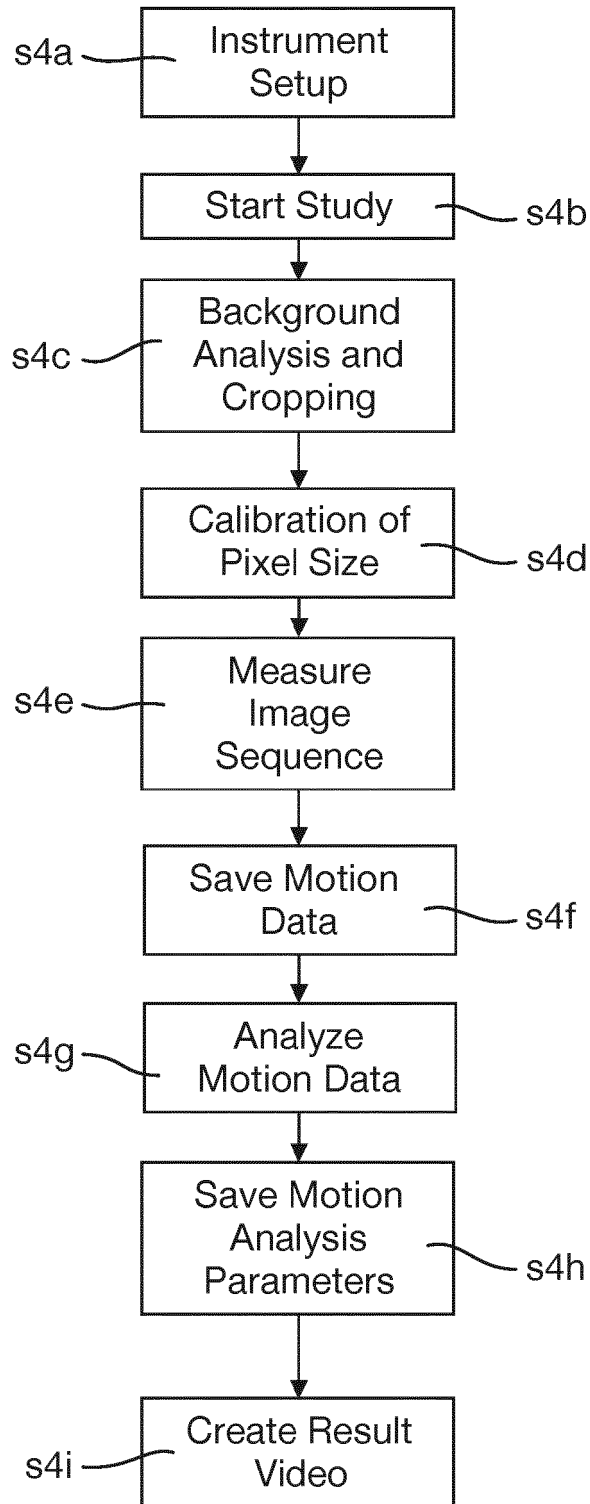 s4a
Instrument
Setup
Start Study
s4b
Background
Analysis and
Cropping
s4c
Calibration of
Pixel Size
s4d
Measure
Image
Sequence
s4e
Save Motion
Data
s4f
Analyze
Motion Data
s4g
Save Motion
Analysis
Parameters
s4h
Create Result
Video
s4i